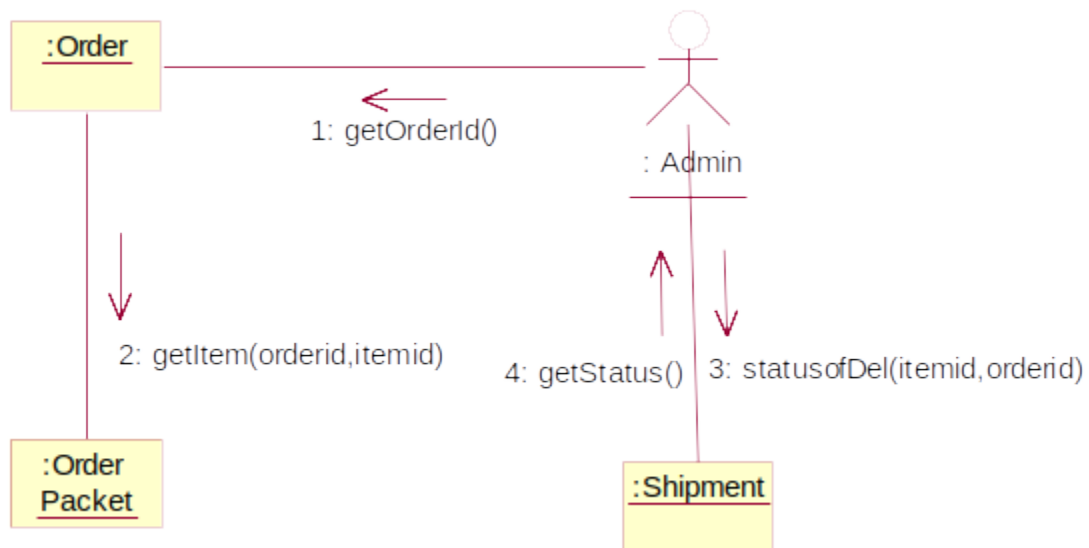 :Order
1: getOrderId()
: Admin
2: getItem(orderid,itemid)
4: getStatus()
3: statusofDel(itemid,orderid)
:Order
Packet
:Shipment